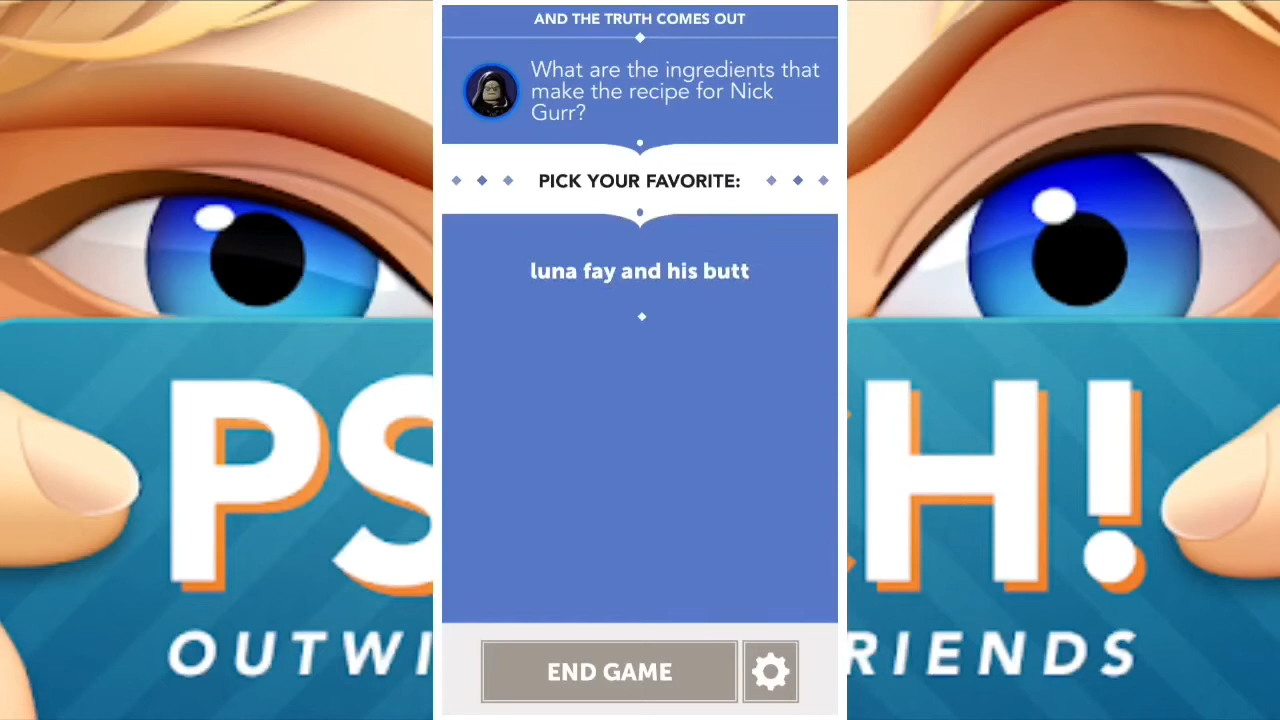 AND THE TRUTH COMES OUT
What are the ingredients that
make the recipe for Nick
Gurr?
PICK YOUR FAVORITE:
luna fay and his butt
PS
H!
OUTWI
RIENDS
END GAME